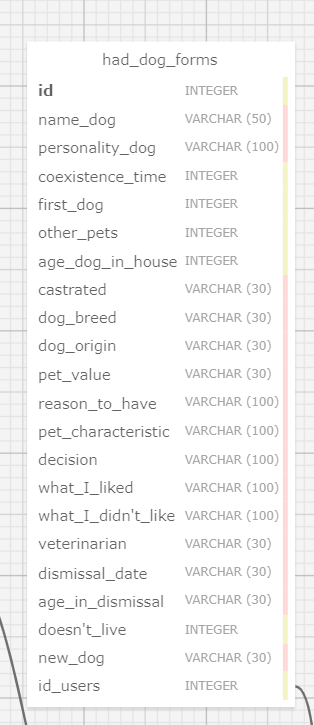 had_dog_forms
id INTEGER
name_dog VARCHAR (50)
personality_dog VARCHAR (100)
coexistence_time INTEGER
first_dog INTEGER
other_pets INTEGER
age_dog_in_house INTEGER
castrated VARCHAR (30)
dog_breed VARCHAR (30)
dog_origin VARCHAR (30)
pet_value VARCHAR (30)
reason_to_have VARCHAR (100)
pet_characteristic VARCHAR (100)
decision VARCHAR (100)
what_I_liked VARCHAR (100)
what_I_didn't_like VARCHAR (100)
veterinarian VARCHAR (30)
dismissal_date VARCHAR (30)
age_in_dismissal VARCHAR (30)
doesn't_live INTEGER
new_dog VARCHAR (30)
id_users INTEGER